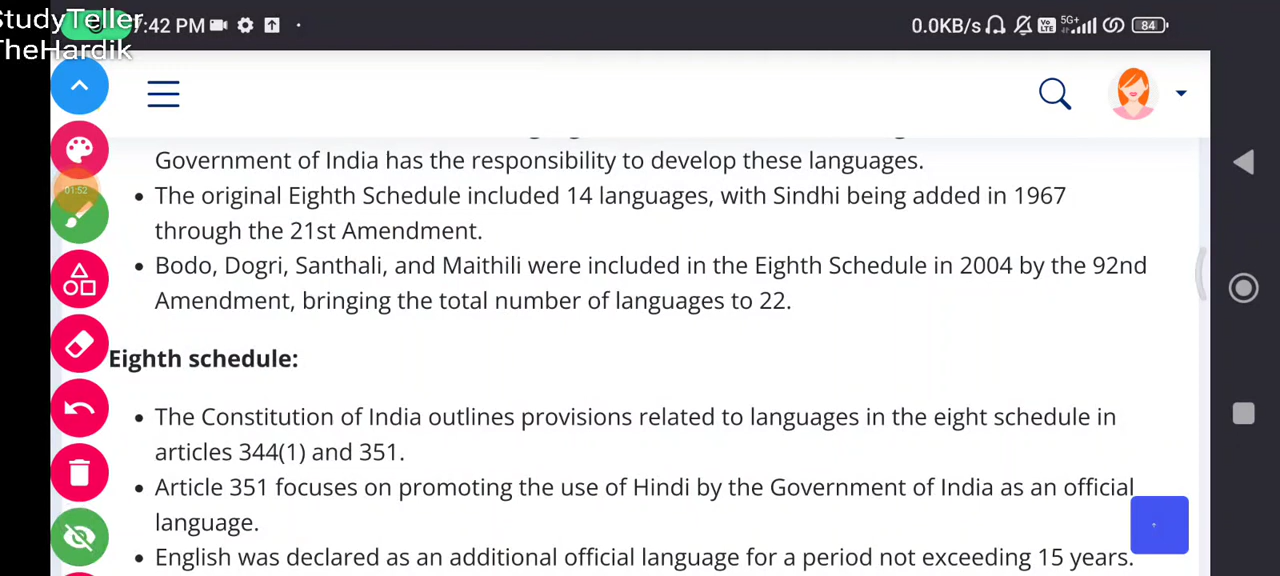 StudyTeller
TheHardik
7:42 PM
0.0KB/s
5G+
84
01:52
Government of India has the responsibility to develop these languages.
• The original Eighth Schedule included 14 languages, with Sindhi being added in 1967
through the 21st Amendment.
• Bodo, Dogri, Santhali, and Maithili were included in the Eighth Schedule in 2004 by the 92nd
Amendment, bringing the total number of languages to 22.
Eighth schedule:
• The Constitution of India outlines provisions related to languages in the eight schedule in
articles 344(1) and 351.
• Article 351 focuses on promoting the use of Hindi by the Government of India as an official
language.
• English was declared as an additional official language for a period not exceeding 15 years.